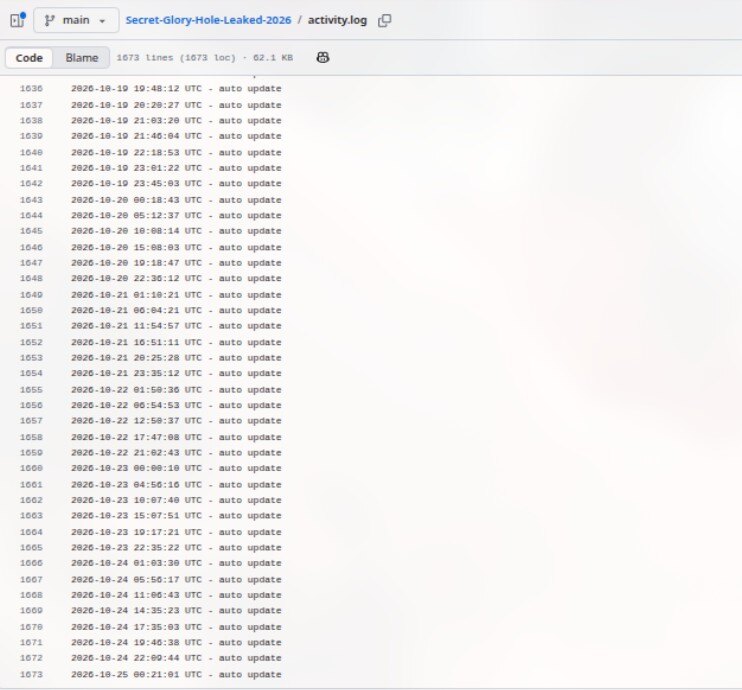 main Secret-Glory-Hole-Leaked-2026 / activity.log
Code Blame 1673 lines (1673 loc) · 62.1 KB
1636 2026-10-19 19:48:12 UTC - auto update
1637 2026-10-19 20:20:27 UTC - auto update
1638 2026-10-19 21:03:20 UTC - auto update
1639 2026-10-19 21:46:04 UTC - auto update
1640 2026-10-19 22:18:53 UTC - auto update
1641 2026-10-19 23:01:22 UTC - auto update
1642 2026-10-19 23:45:03 UTC - auto update
1643 2026-10-20 00:18:43 UTC - auto update
1644 2026-10-20 05:12:37 UTC - auto update
1645 2026-10-20 10:08:14 UTC - auto update
1646 2026-10-20 15:08:03 UTC - auto update
1647 2026-10-20 19:18:47 UTC - auto update
1648 2026-10-20 22:36:12 UTC - auto update
1649 2026-10-21 01:10:21 UTC - auto update
1650 2026-10-21 06:04:21 UTC - auto update
1651 2026-10-21 11:54:57 UTC - auto update
1652 2026-10-21 16:51:11 UTC - auto update
1653 2026-10-21 20:25:28 UTC - auto update
1654 2026-10-21 23:35:12 UTC - auto update
1655 2026-10-22 01:50:36 UTC - auto update
1656 2026-10-22 06:54:53 UTC - auto update
1657 2026-10-22 12:50:37 UTC - auto update
1658 2026-10-22 17:47:08 UTC - auto update
1659 2026-10-22 21:02:43 UTC - auto update
1660 2026-10-23 00:00:10 UTC - auto update
1661 2026-10-23 04:56:16 UTC - auto update
1662 2026-10-23 10:07:40 UTC - auto update
1663 2026-10-23 15:07:51 UTC - auto update
1664 2026-10-23 19:17:21 UTC - auto update
1665 2026-10-23 22:35:22 UTC - auto update
1666 2026-10-24 01:03:30 UTC - auto update
1667 2026-10-24 05:56:17 UTC - auto update
1668 2026-10-24 11:06:43 UTC - auto update
1669 2026-10-24 14:35:23 UTC - auto update
1670 2026-10-24 17:35:03 UTC - auto update
1671 2026-10-24 19:46:38 UTC - auto update
1672 2026-10-24 22:09:44 UTC - auto update
1673 2026-10-25 00:21:01 UTC - auto update